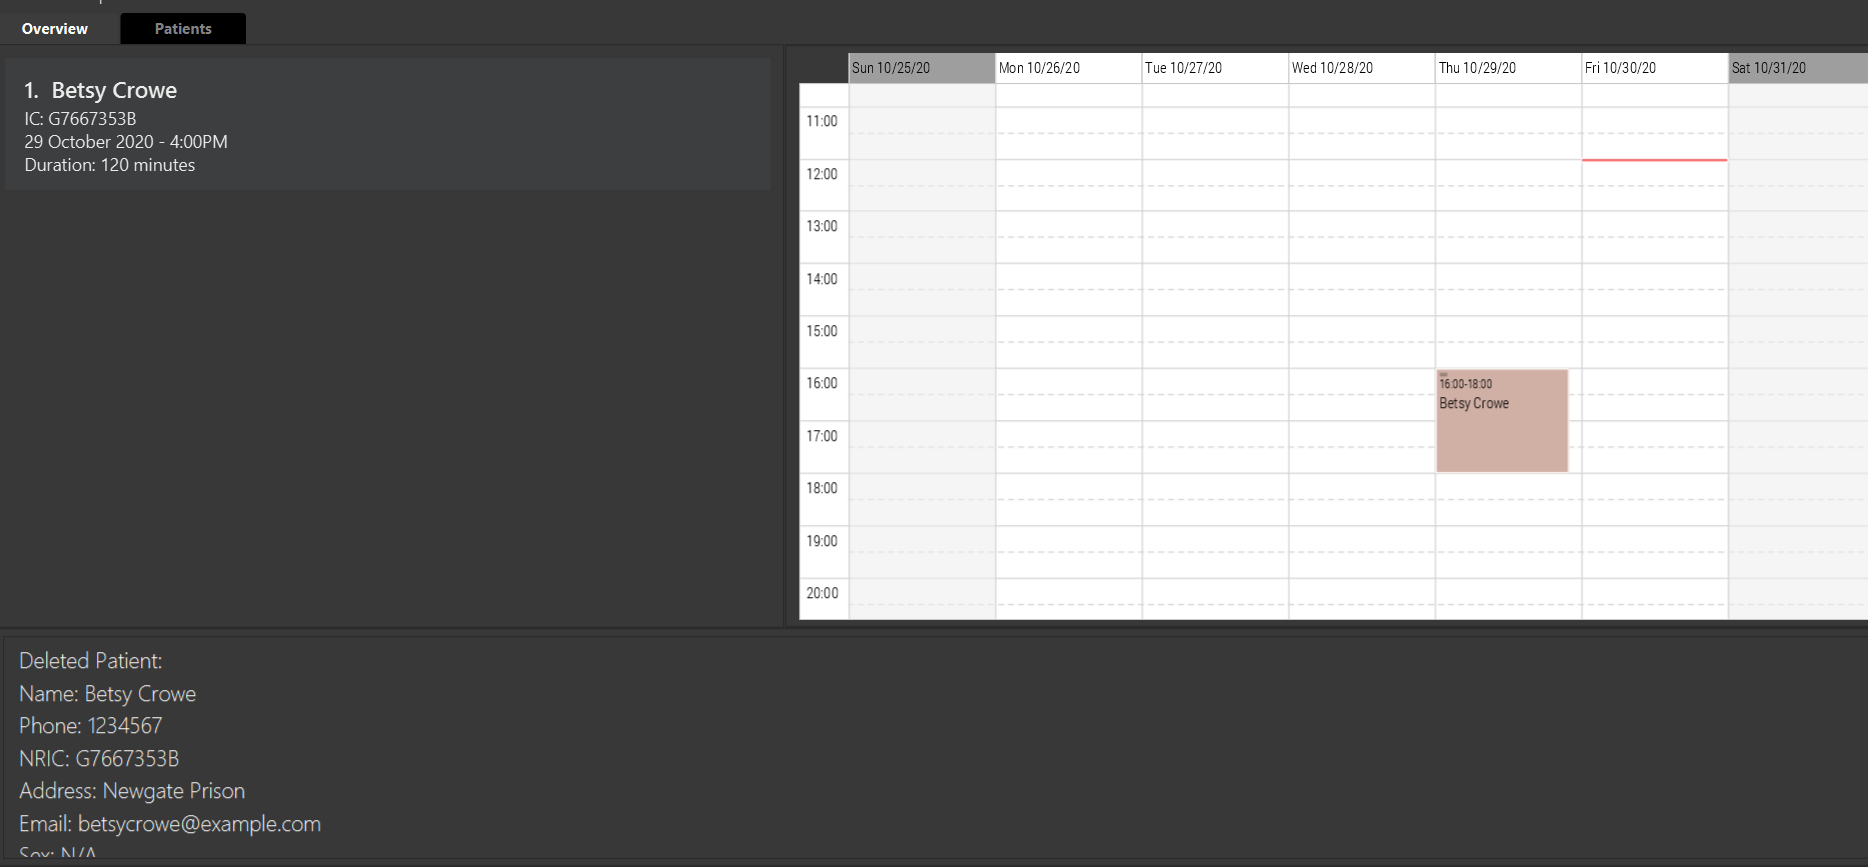 Overview Patients
1. Betsy Crowe
IC: G7667353B
29 October 2020 - 4:00PM
Duration: 120 minutes
Sun 10/25/20 Mon 10/26/20 Tue 10/27/20 Wed 10/28/20 Thu 10/29/20 Fri 10/30/20 Sat 10/31/20
11:00
12:00
13:00
14:00
15:00
16:00
17:00
18:00
19:00
20:00
16:00-18:00
Betsy Crowe
Deleted Patient:
Name: Betsy Crowe
Phone: 1234567
NRIC: G7667353B
Address: Newgate Prison
Email: betsycrowe@example.com
Sex: N/A